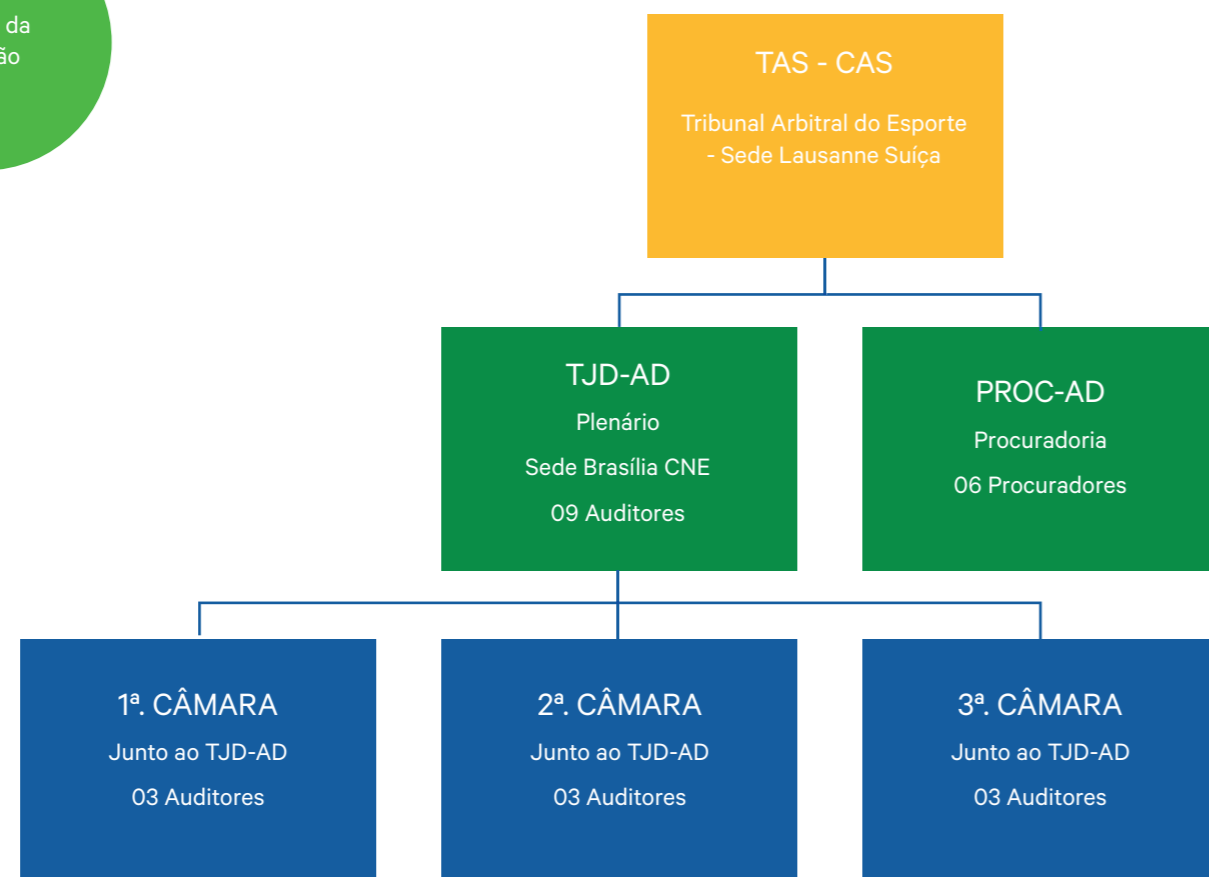 da
TAS - CAS
Tribunal Arbitral do Esporte
- Sede Lausanne Suíça
TJD-AD
Plenário
Sede Brasília CNE
09 Auditores
PROC-AD
Procuradoria
06 Procuradores
1ª. CÂMARA
Junto ao TJD-AD
03 Auditores
2ª. CÂMARA
Junto ao TJD-AD
03 Auditores
3ª. CÂMARA
Junto ao TJD-AD
03 Auditores